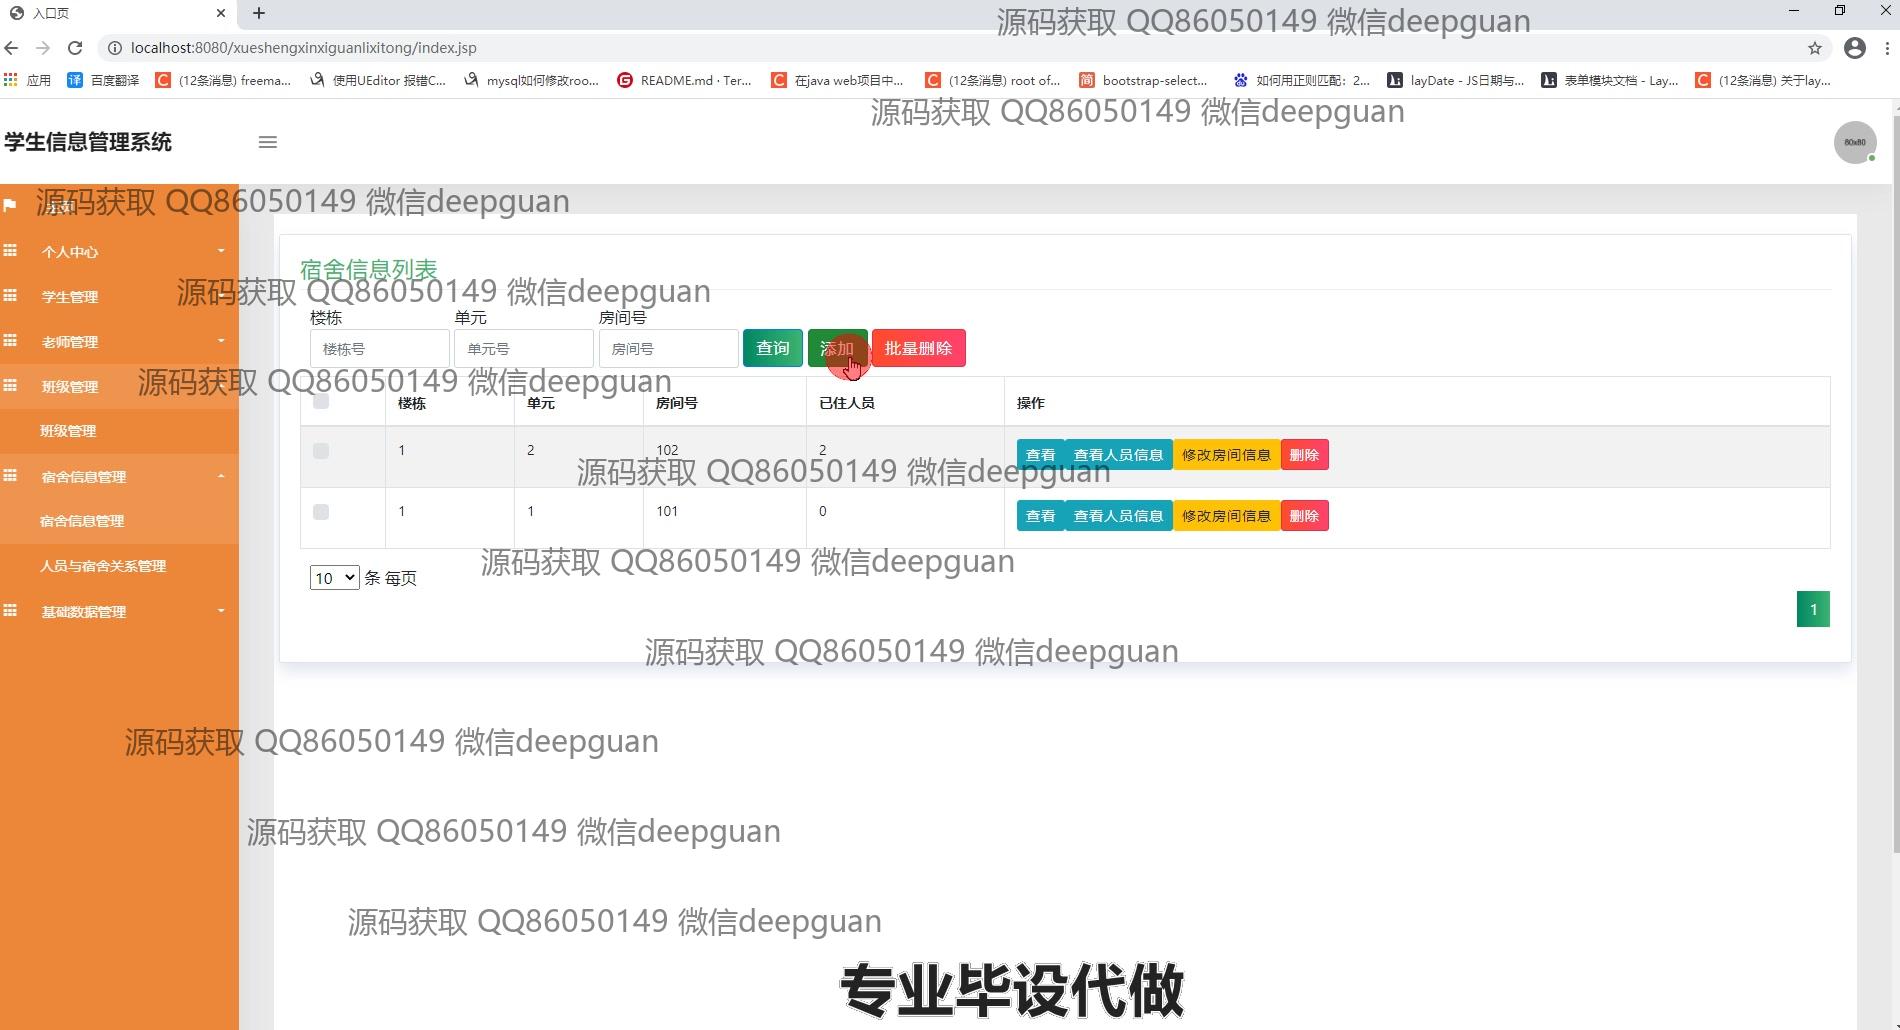 入口页
源码获取 QQ86050149 微信deepguan
localhost:8080/xueshengxinxiguanlixitong/index.jsp
应用 百度翻译 (12条消息) freema... 使用UEditor 报错C... mysql如何修改roo... README.md · Ter... 在java web项目中... (12条消息) root of... bootstrap-select... 如何用正则匹配：2... layDate - JS日期与... 表单模块文档 - Lay... (12条消息) 关于lay...
源码获取 QQ86050149 微信deepguan
学生信息管理系统
80x80
源码获取 QQ86050149 微信deepguan
个人中心
宿舍信息列表
学生管理
源码获取 QQ86050149 微信deepguan
楼栋 单元 房间号
老师管理
楼栋号 单元号 房间号 查询 添加 批量删除
班级管理
源码获取 QQ86050149 微信deepguan
楼栋 单元 房间号 已住人员 操作
班级管理
1 2 102 2 查看 查看人员信息 修改房间信息 删除
源码获取 QQ86050149 微信deepguan
宿舍信息管理
宿舍信息管理
1 1 101 0 查看 查看人员信息 修改房间信息 删除
人员与宿舍关系管理
源码获取 QQ86050149 微信deepguan
10 条 每页
基础数据管理
1
源码获取 QQ86050149 微信deepguan
源码获取 QQ86050149 微信deepguan
源码获取 QQ86050149 微信deepguan
源码获取 QQ86050149 微信deepguan
专业毕设代做